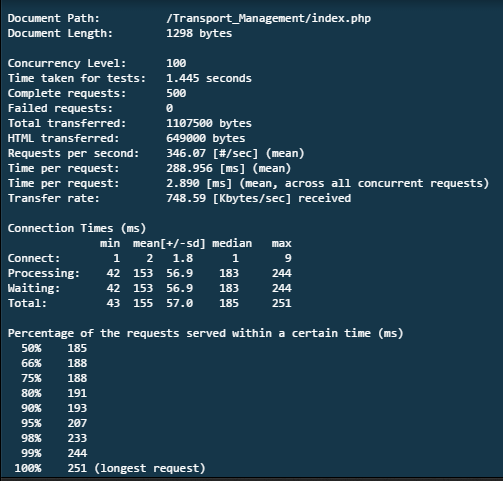 Document Path:          /Transport_Management/index.php
Document Length:        1298 bytes
Concurrency Level:      100
Time taken for tests:   1.445 seconds
Complete requests:      500
Failed requests:        0
Total transferred:      1107500 bytes
HTML transferred:       649000 bytes
Requests per second:    346.07 [#/sec] (mean)
Time per request:       288.956 [ms] (mean)
Time per request:       2.890 [ms] (mean, across all concurrent requests)
Transfer rate:          748.59 [Kbytes/sec] received
Connection Times (ms)
              min  mean[+/-sd] median   max
Connect:        1    2   1.8      1       9
Processing:    42  153  56.9    183     244
Waiting:       42  153  56.9    183     244
Total:         43  155  57.0    185     251
Percentage of the requests served within a certain time (ms)
  50%    185
  66%    188
  75%    188
  80%    191
  90%    193
  95%    207
  98%    233
  99%    244
 100%    251 (longest request)